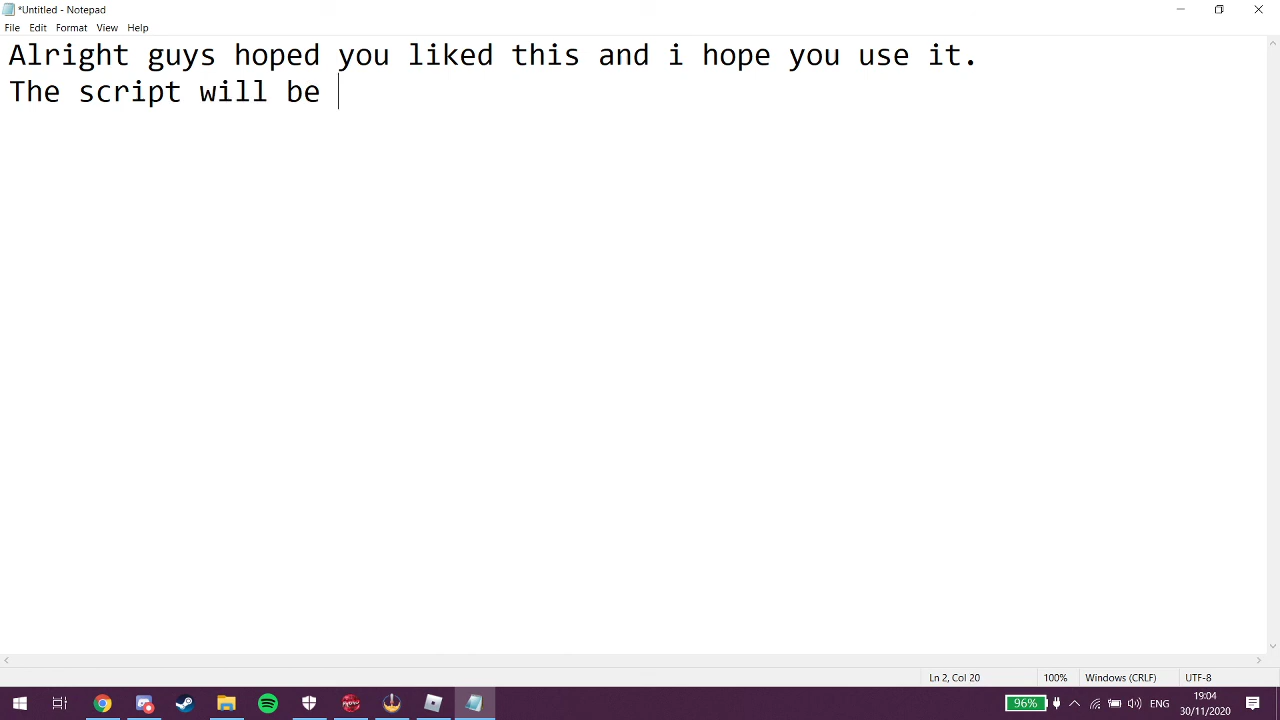 *Untitled - Notepad
File Edit Format View Help
Alright guys hoped you liked this and i hope you use it.
The script will be
Ln 2, Col 20 100% Windows (CRLF) UTF-8
96% ENG 19:04
30/11/2020